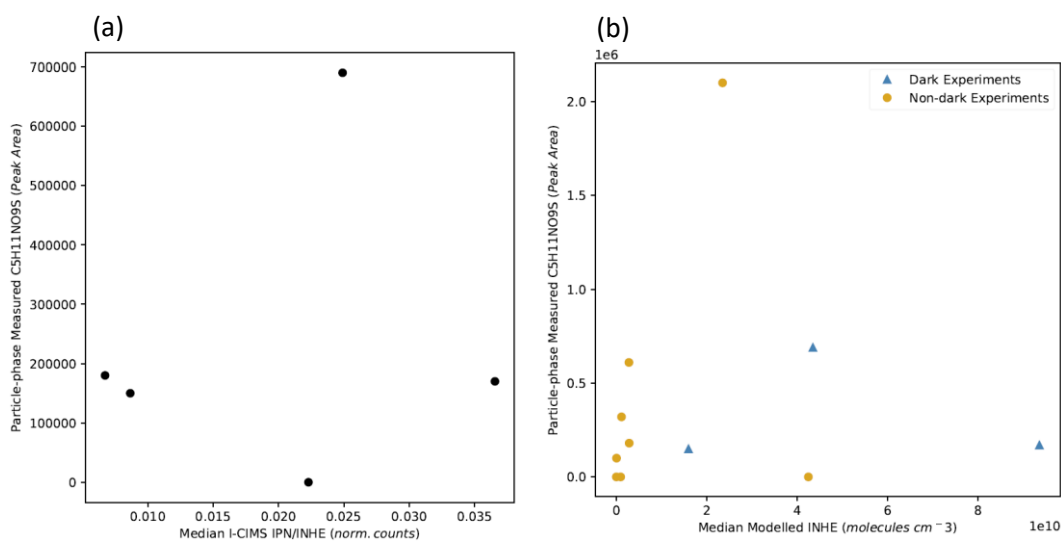 (a)
700000
600000
500000
400000
300000
200000
100000
0
Particle-phase Measured C5H11NO9S (Peak Area)
0.010 0.015 0.020 0.025 0.030 0.035
Median I-CIMS IPN/INHE (norm. counts)
(b)
1e6
Dark Experiments
Non-dark Experiments
2.0
1.5
1.0
0.5
0.0
Particle-phase Measured C5H11NO9S (Peak Area)
0 2 4 6 8
1e10
Median Modelled INHE (molecules cm^-3)